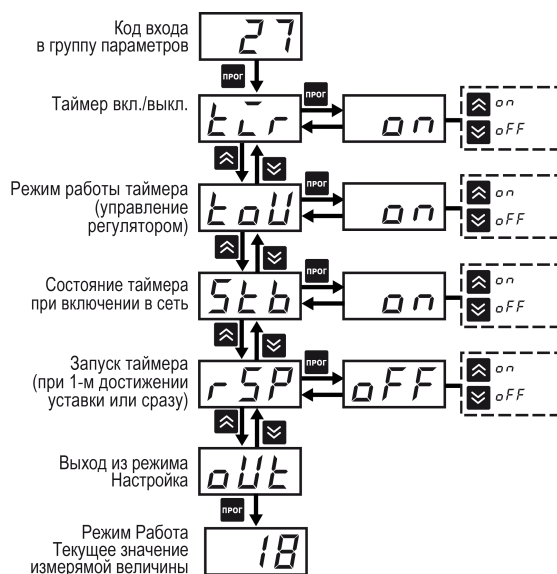 Код входа
в группу параметров
27
ПРОГ
Таймер вкл./выкл.
tīr
ПРОГ
on
on
oFF
Режим работы таймера
(управление
регулятором)
toU
ПРОГ
on
on
oFF
Состояние таймера
при включении в сеть
Stb
ПРОГ
on
on
oFF
Запуск таймера
(при 1-м достижении
уставки или сразу)
rSP
ПРОГ
oFF
on
oFF
Выход из режима
Настройка
oUt
ПРОГ
Режим Работа
Текущее значение
измерямой величины
18